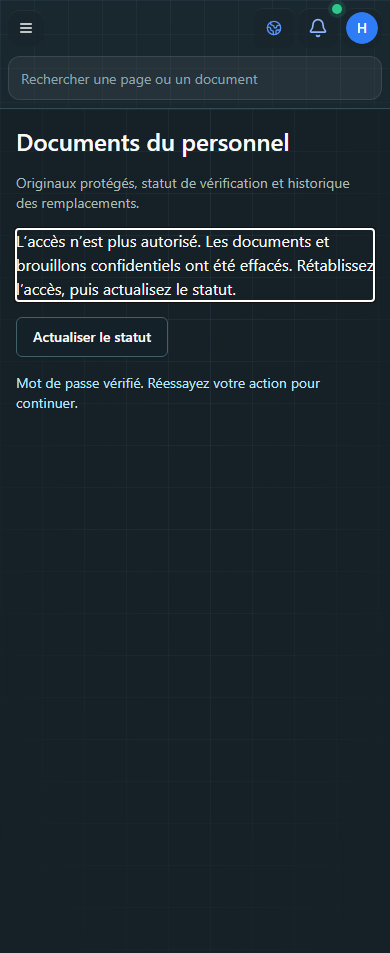 H
Rechercher une page ou un document
Documents du personnel
Originaux protégés, statut de vérification et historique
des remplacements.
L’accès n’est plus autorisé. Les documents et
brouillons confidentiels ont été effacés. Rétablissez
l’accès, puis actualisez le statut.
Actualiser le statut
Mot de passe vérifié. Réessayez votre action pour
continuer.